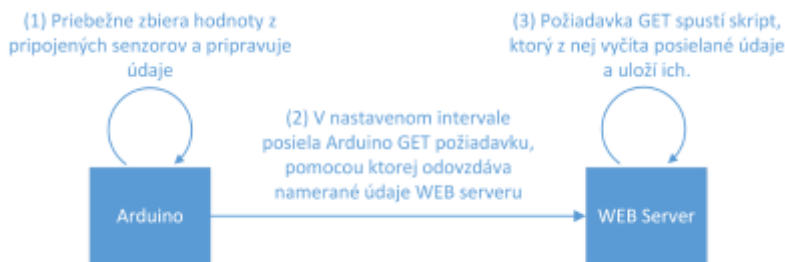 (1) Priebežne zbiera hodnoty z
pripojených senzorov a pripravuje
údaje
(2) V nastavenom intervale
posiela Arduino GET požiadavku,
pomocou ktorej odovzdáva
namerané údaje WEB serveru
(3) Požiadavka GET spustí skript,
ktorý z nej vyčíta posielané údaje
a uloží ich.
Arduino
WEB Server